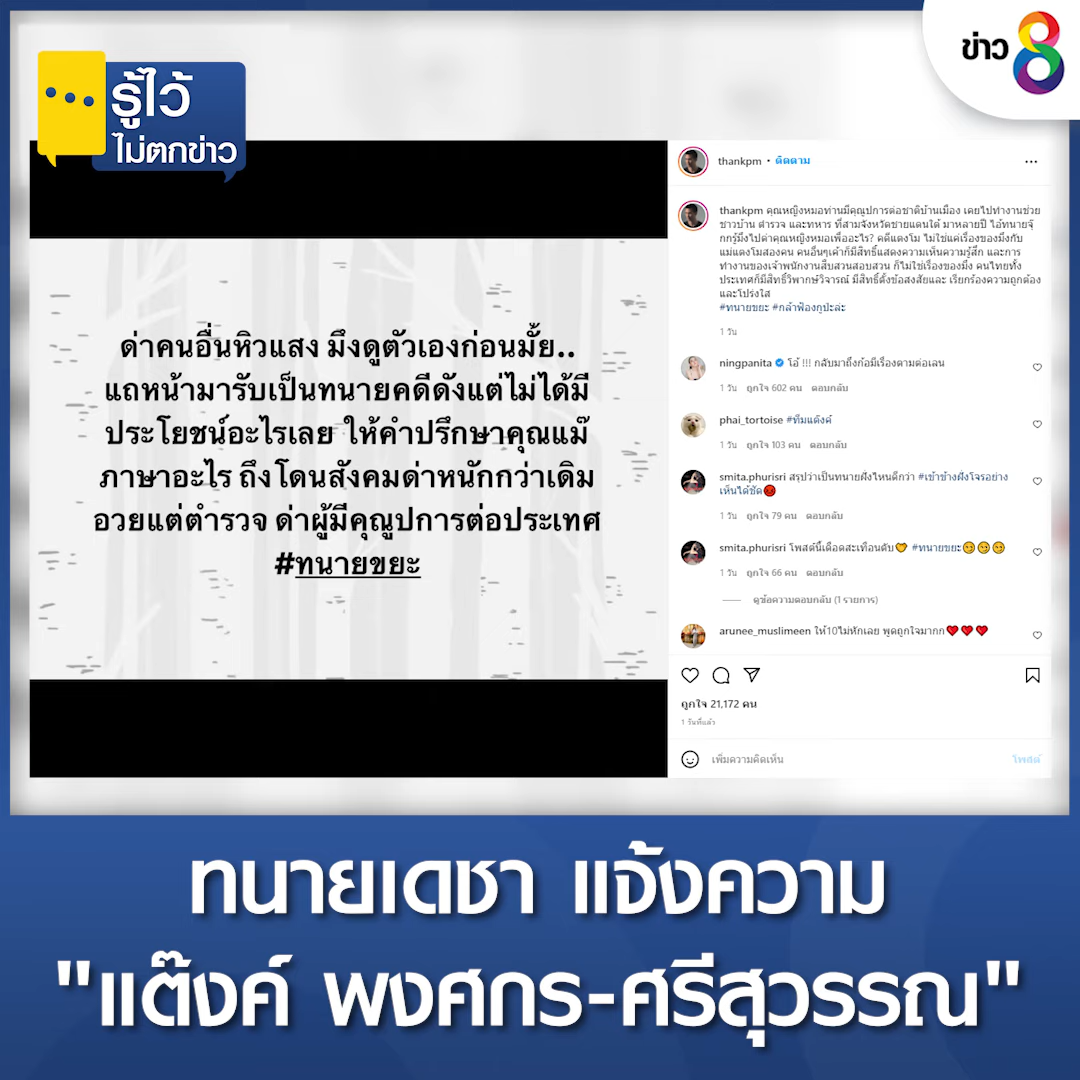 ข่าว 8
รู้ไว้
ไม่ตกข่าว
ด่าคนอื่นหิวแสง มึงดูตัวเองก่อนมั้ย..
แถหน้ามารับเป็นทนายคดีดังแต่ไม่ได้มี
ประโยชน์อะไรเลย ให้คำปรึกษาคุณแม๊
ภาษาอะไร ถึงโดนสังคมด่าหนักกว่าเดิม
อวยแต่ตำรวจ ด่าผู้มีคุณูปการต่อประเทศ
#ทนายขยะ
thankpm • ติดตาม
thankpm คุณหญิงหมอท่านมีคุณูปการต่อชาติบ้านเมือง เคยไปทำงานช่วย
ชาวบ้าน ตำรวจ และทหาร ที่สามจังหวัดชายแดนใต้ มาหลายปี ไอ้ทนายจุ๊
กกรู้มึงไปด่าคุณหญิงหมอเพื่ออะไร? คดีแตงโม ไม่ใช่แค่เรื่องของมึงกับ
แม่แตงโมสองคน คนอื่นๆเค้าก็มีสิทธิ์แสดงความเห็นความรู้สึก และการ
ทำงานของเจ้าพนักงานสืบสวนสอบสวน ก็ไม่ใช่เรื่องของมึง คนไทยทั้ง
ประเทศก็มีสิทธิ์วิพากษ์วิจารณ์ มีสิทธิ์ตั้งข้อสงสัยและ เรียกร้องความถูกต้อง
และโปร่งใส
#ทนายขยะ #กล้าฟ้องกูป่ะล่ะ
1 วัน
ningpanita โอ้ !!! กลับมาถึงก้อมีเรื่องตามต่อเลน
1 วัน ถูกใจ 602 คน ตอบกลับ
phai_tortoise #ทีมแต๊งค์
1 วัน ถูกใจ 103 คน ตอบกลับ
smita.phurisri สรุปว่าเป็นทนายฝั่งไหนดีกว่า #เข้าข้างฝั่งโจรอย่าง
เห็นได้ชัด😡
1 วัน ถูกใจ 79 คน ตอบกลับ
smita.phurisri โพสต์นี้เดือดสะเทือนตับ🧡 #ทนายขยะ😏😏😏
1 วัน ถูกใจ 66 คน ตอบกลับ
ดูข้อความตอบกลับ (1 รายการ)
arunee_muslimeen ให้10ไม่หักเลย พูดถูกใจมากก❤️❤️❤️
ถูกใจ 21,172 คน
1 วันที่แล้ว
เพิ่มความคิดเห็น
โพสต์
ทนายเดชา แจ้งความ
"แต๊งค์ พงศกร-ศรีสุวรรณ"